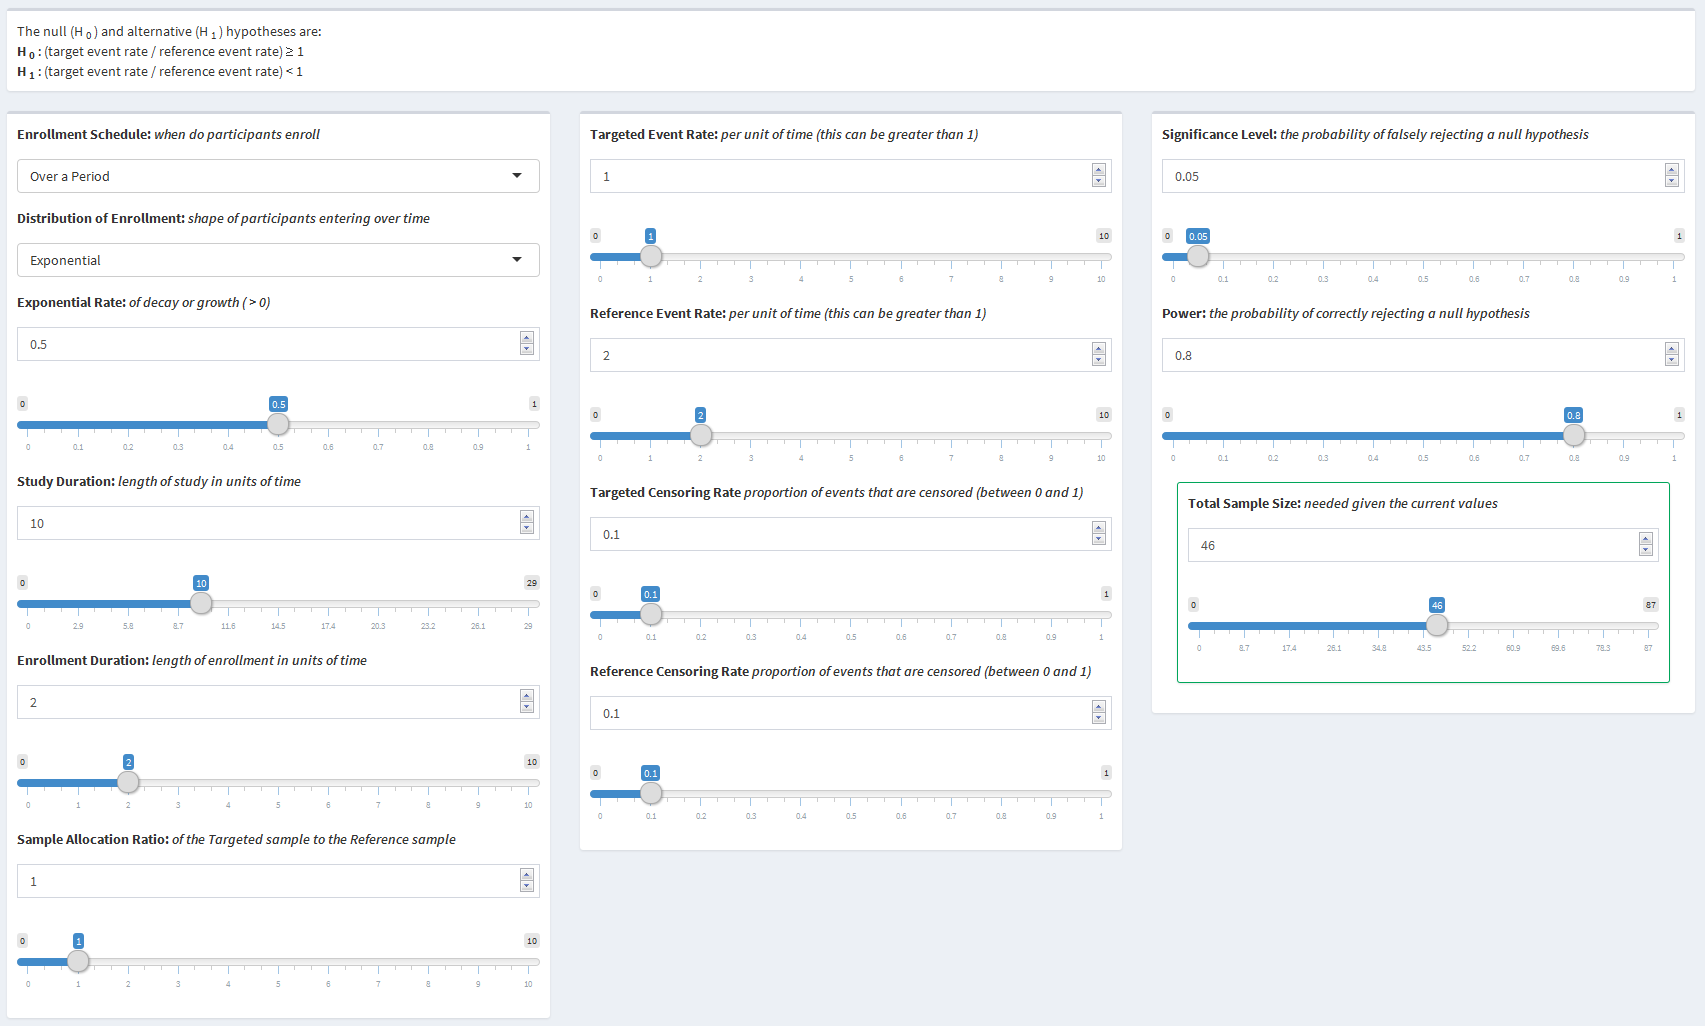 The null (H 0 ) and alternative (H 1 ) hypotheses are:
H 0 : (target event rate / reference event rate) ≥ 1
H 1 : (target event rate / reference event rate) < 1
Enrollment Schedule: when do participants enroll
Over a Period
Distribution of Enrollment: shape of participants entering over time
Exponential
Exponential Rate: of decay or growth ( > 0)
0.5
0 0.5 1
0 0.1 0.2 0.3 0.4 0.5 0.6 0.7 0.8 0.9 1
Study Duration: length of study in units of time
10
0 10 29
0 2.9 5.8 8.7 11.6 14.5 17.4 20.3 23.2 26.1 29
Enrollment Duration: length of enrollment in units of time
2
0 2 10
0 1 2 3 4 5 6 7 8 9 10
Sample Allocation Ratio: of the Targeted sample to the Reference sample
1
0 1 10
0 1 2 3 4 5 6 7 8 9 10
Targeted Event Rate: per unit of time (this can be greater than 1)
1
0 1 10
0 1 2 3 4 5 6 7 8 9 10
Reference Event Rate: per unit of time (this can be greater than 1)
2
0 2 10
0 1 2 3 4 5 6 7 8 9 10
Targeted Censoring Rate proportion of events that are censored (between 0 and 1)
0.1
0 0.1 1
0 0.1 0.2 0.3 0.4 0.5 0.6 0.7 0.8 0.9 1
Reference Censoring Rate proportion of events that are censored (between 0 and 1)
0.1
0 0.1 1
0 0.1 0.2 0.3 0.4 0.5 0.6 0.7 0.8 0.9 1
Significance Level: the probability of falsely rejecting a null hypothesis
0.05
0 0.05 1
0 0.1 0.2 0.3 0.4 0.5 0.6 0.7 0.8 0.9 1
Power: the probability of correctly rejecting a null hypothesis
0.8
0 0.8 1
0 0.1 0.2 0.3 0.4 0.5 0.6 0.7 0.8 0.9 1
Total Sample Size: needed given the current values
46
0 46 87
0 8.7 17.4 26.1 34.8 43.5 52.2 60.9 69.6 78.3 87